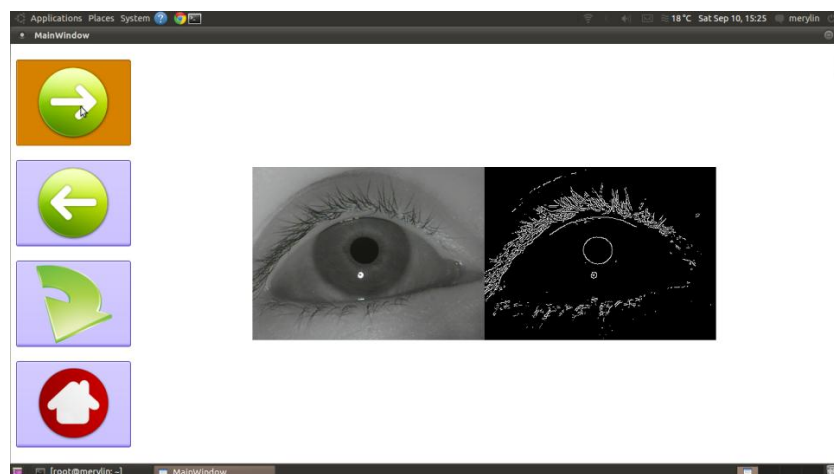 Applications Places System 18°C Sat Sep 10, 15:25 merylin
MainWindow
[root@merylin: ~] MainWindow